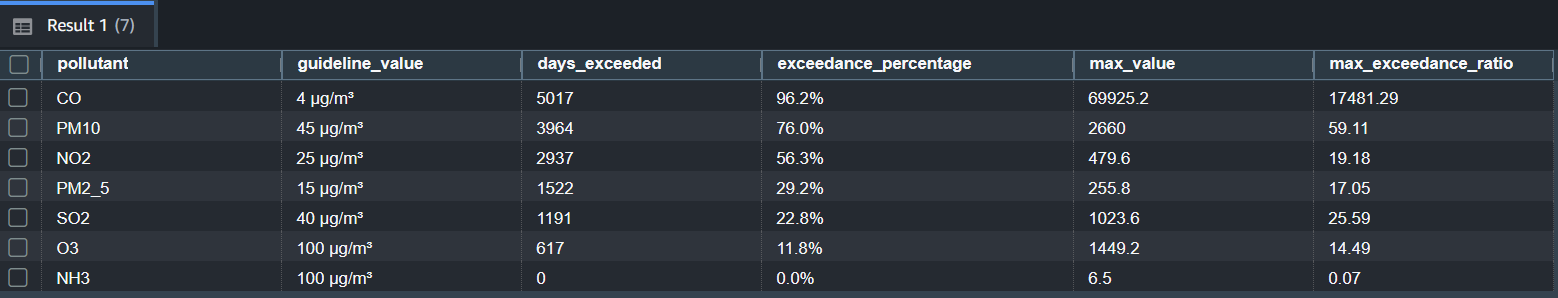 Result 1 (7)
pollutant guideline_value days_exceeded exceedance_percentage max_value max_exceedance_ratio
CO 4 µg/m³ 5017 96.2% 69925.2 17481.29
PM10 45 µg/m³ 3964 76.0% 2660 59.11
NO2 25 µg/m³ 2937 56.3% 479.6 19.18
PM2_5 15 µg/m³ 1522 29.2% 255.8 17.05
SO2 40 µg/m³ 1191 22.8% 1023.6 25.59
O3 100 µg/m³ 617 11.8% 1449.2 14.49
NH3 100 µg/m³ 0 0.0% 6.5 0.07